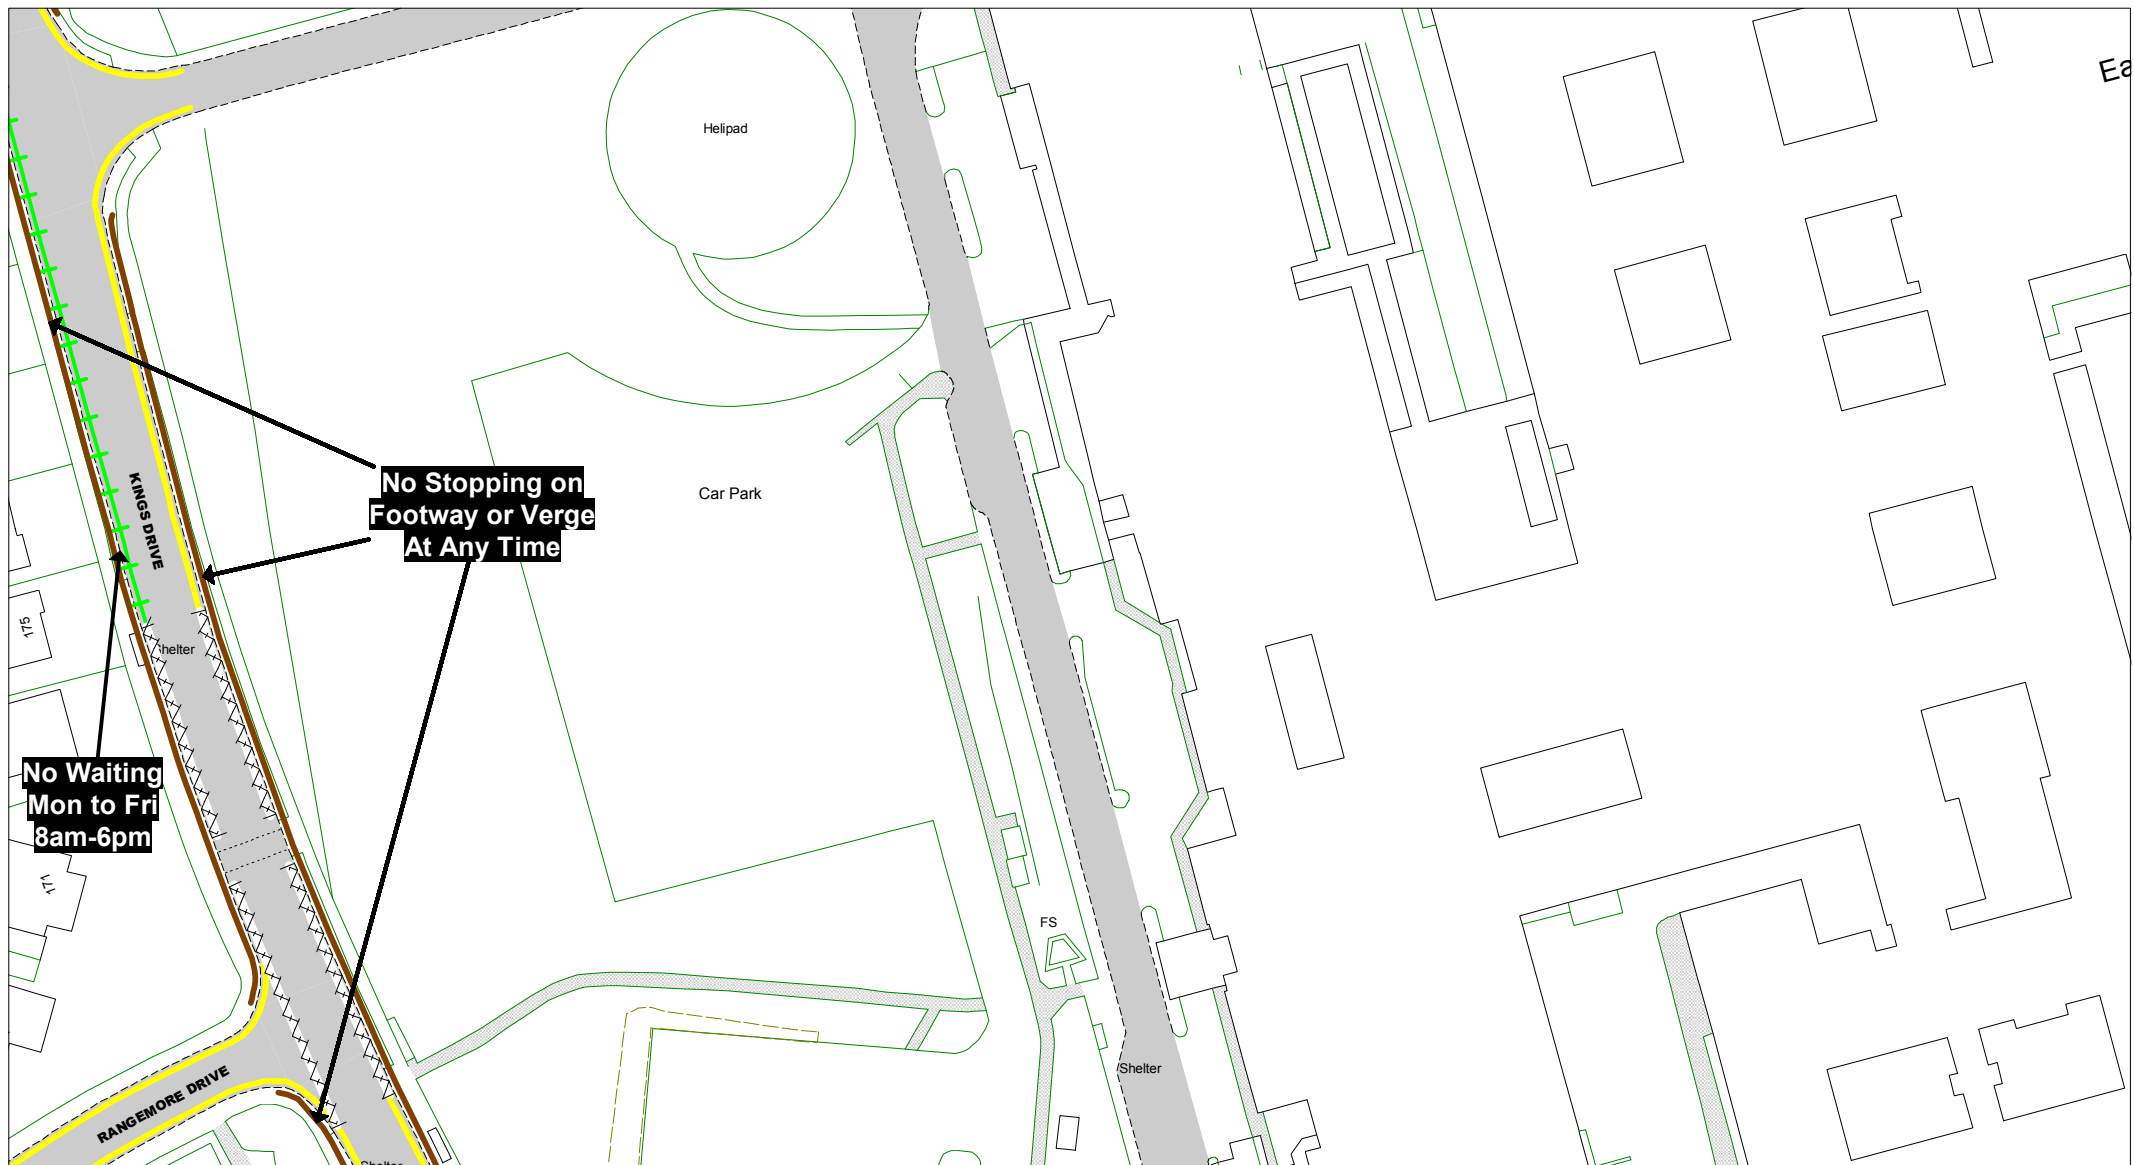 Ea
Helipad
Car Park
KINGS DRIVE
No Stopping on
Footway or Verge
At Any Time
175
helter
No Waiting
Mon to Fri
8am-6pm
171
FS
Shelter
RANGEMORE DRIVE
Shelter